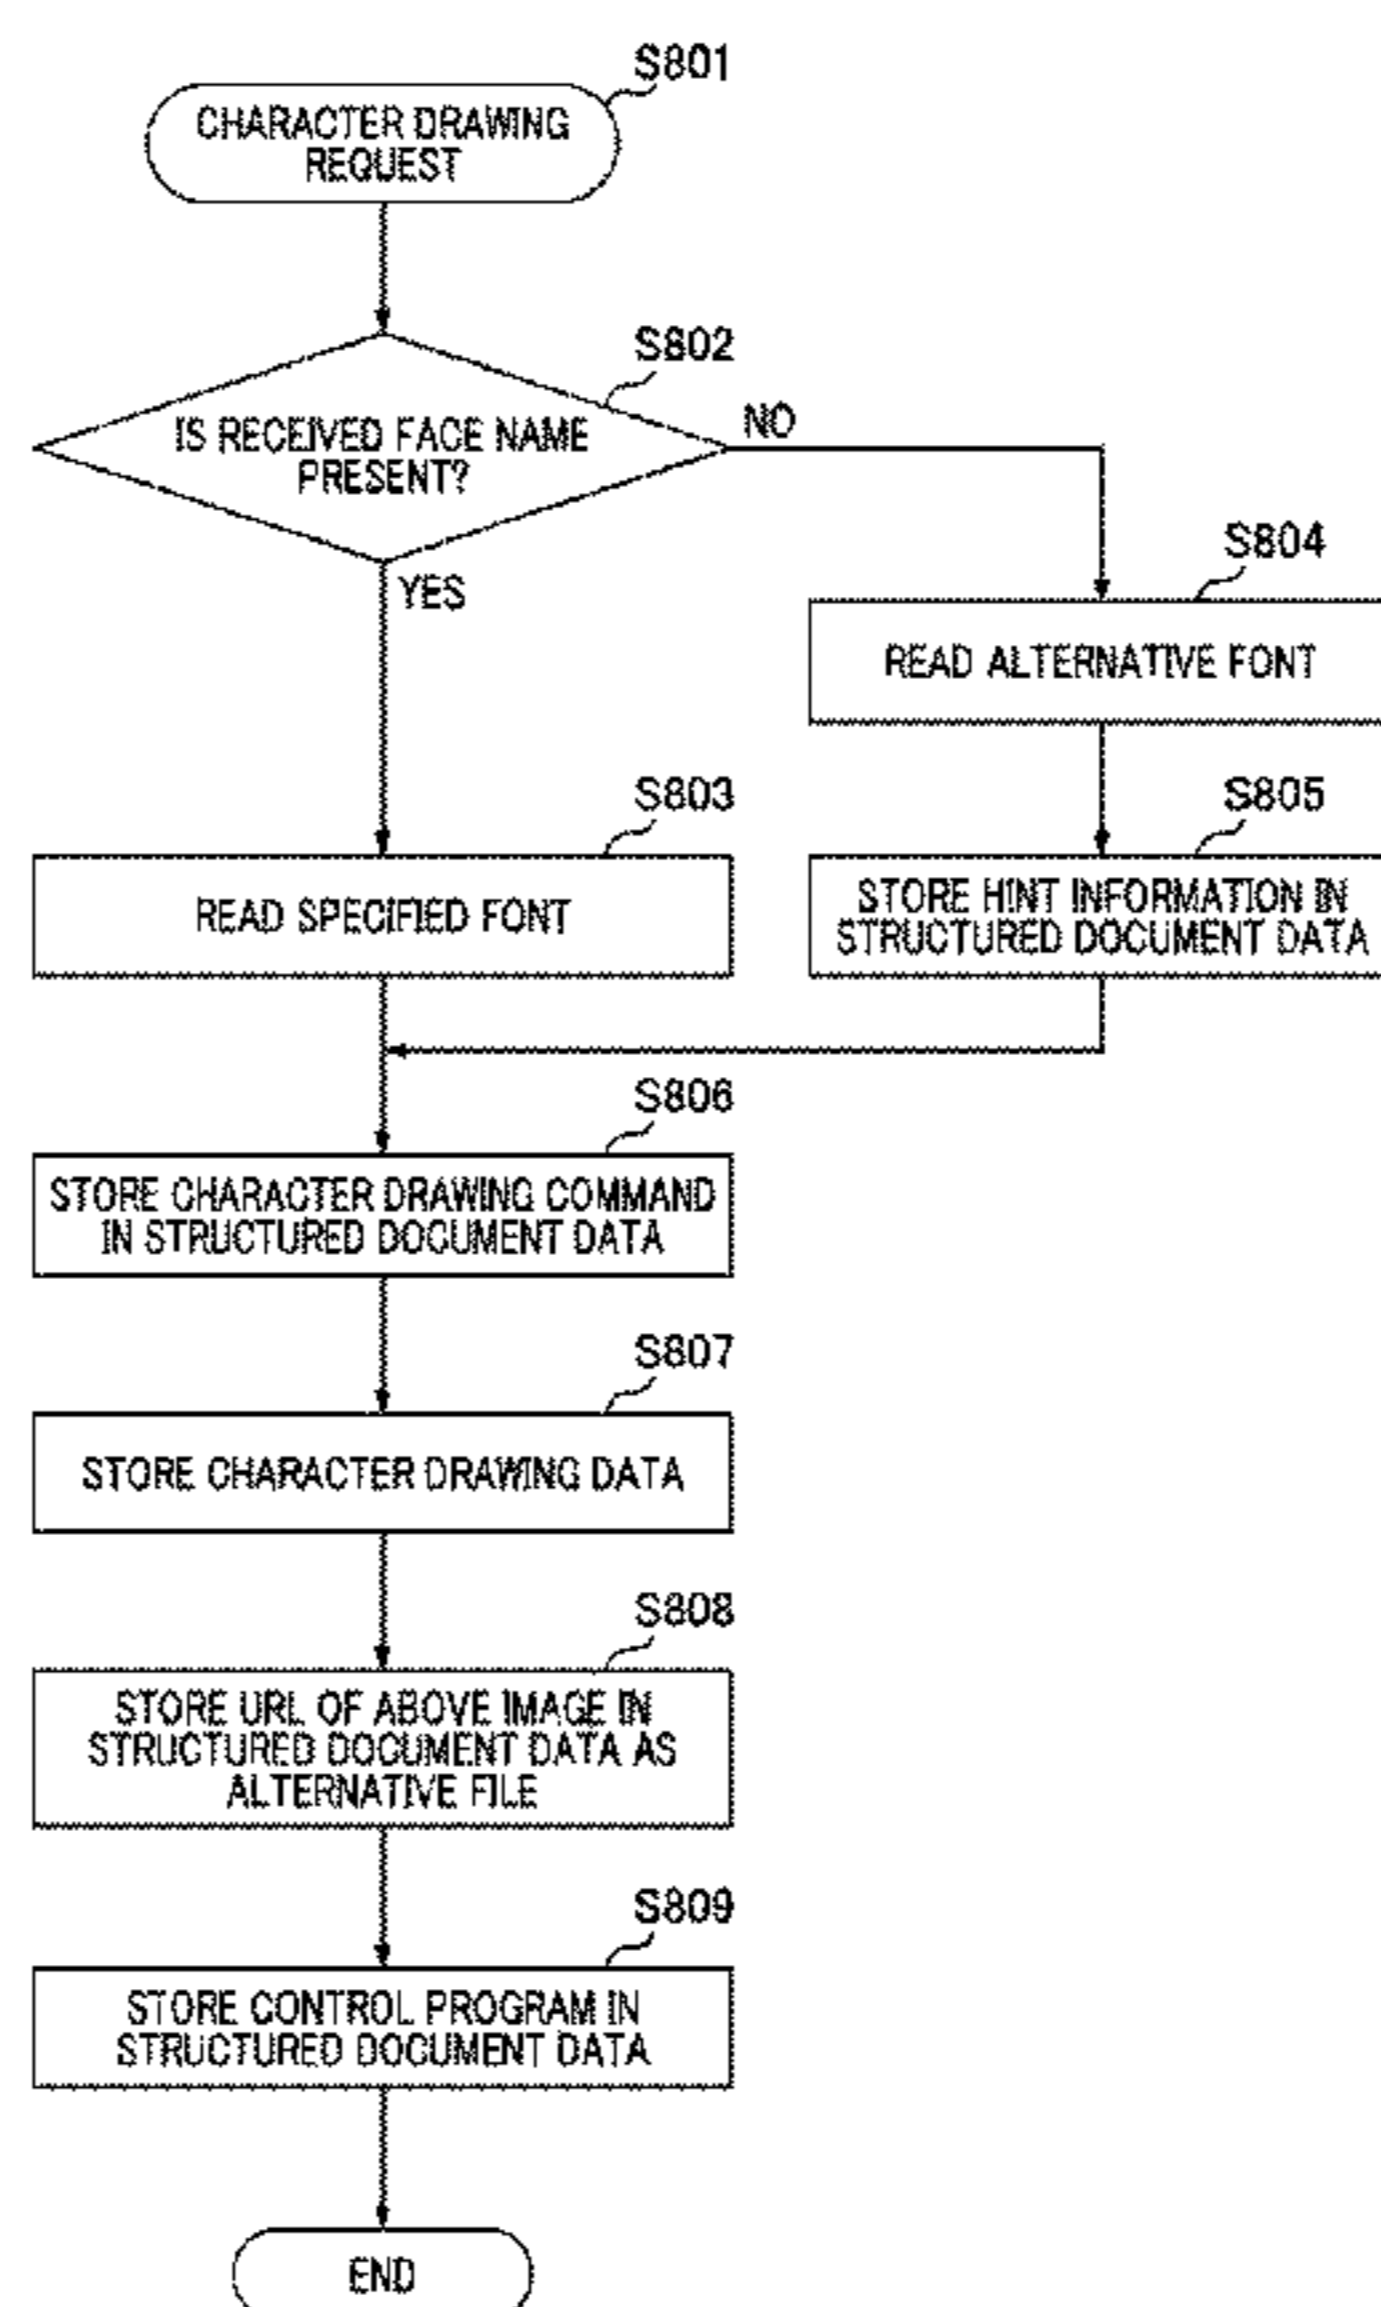 S801
CHARACTER DRAWING
REQUEST
S802
IS RECEIVED FACE NAME
PRESENT?
NO
YES
S804
READ ALTERNATIVE FONT
S803
READ SPECIFIED FONT
S805
STORE HINT INFORMATION IN
STRUCTURED DOCUMENT DATA
S806
STORE CHARACTER DRAWING COMMAND
IN STRUCTURED DOCUMENT DATA
S807
STORE CHARACTER DRAWING DATA
S808
STORE URL OF ABOVE IMAGE IN
STRUCTURED DOCUMENT DATA AS
ALTERNATIVE FILE
S809
STORE CONTROL PROGRAM IN
STRUCTURED DOCUMENT DATA
END